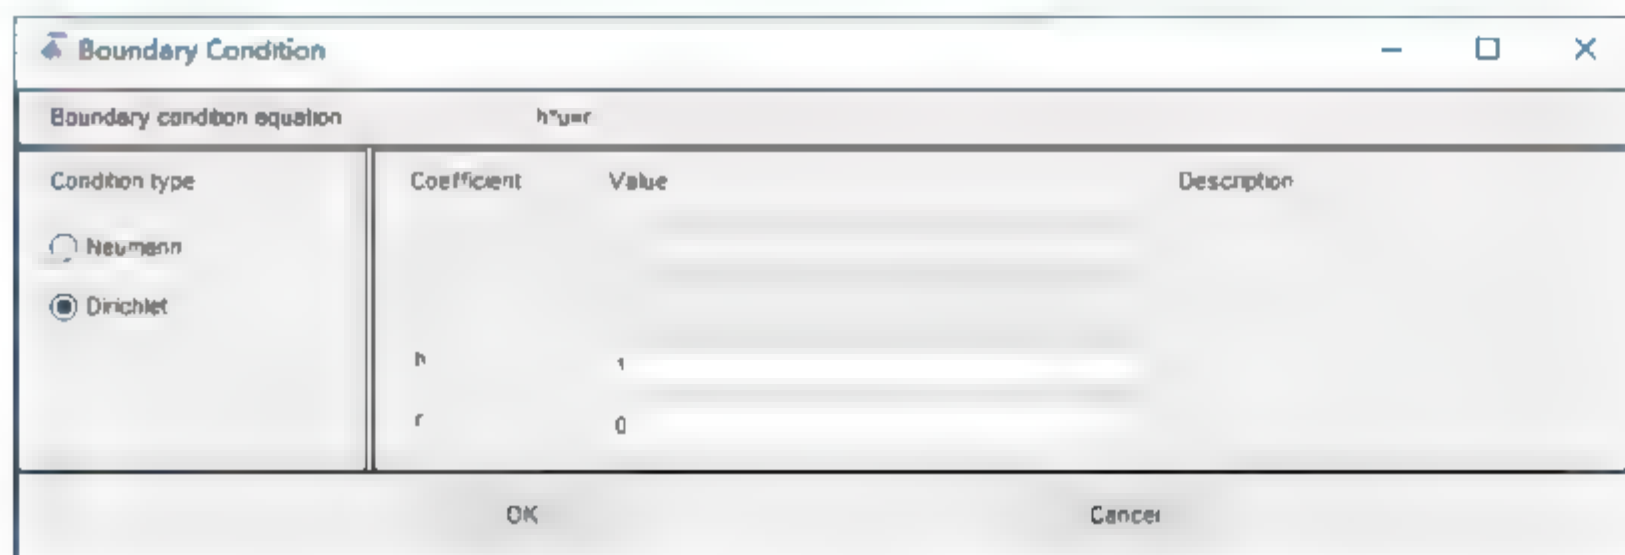 Boundary Condition
Boundary condition equation h*u=r
Condition type Coefficient Value Description
Neumann
Dirichlet
h 1
r 0
OK Cancel